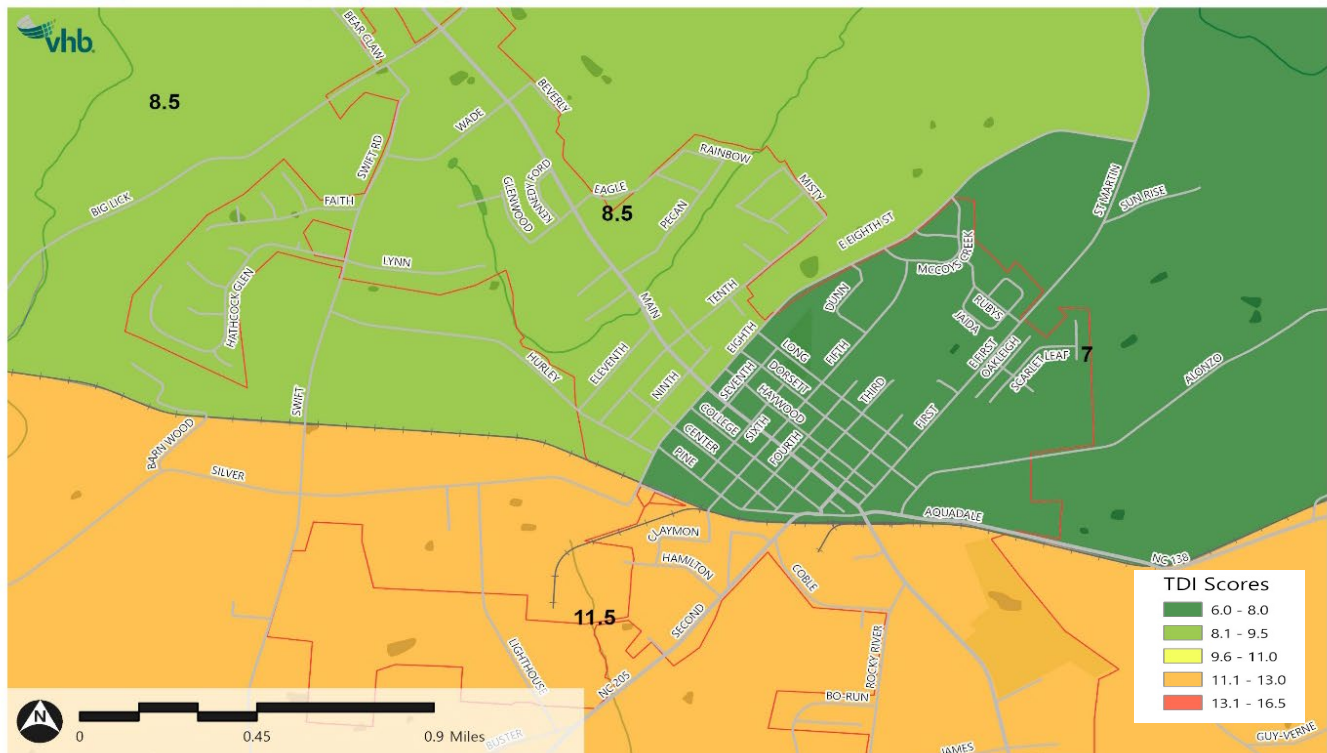 vhb.
BEAR CLAW
8.5
BEVERLY
WADE
SWIFT RD
RAINBOW
GLENWOOD
KENNEDY
FORD
EAGLE
MISTY
BIG LICK
FAITH
8.5
PECAN
ST MARTIN
SUN RISE
E EIGHTH ST
LYNN
MCCOYS CREEK
HATHCOCK GLEN
TENTH
MAIN
DUNN
RUBYS
JAIDA
EIGHTH
LONG
FIFTH
E FIRST
OAKLEIGH
SCARLET LEAF
7
HURLEY
ELEVENTH
NINTH
SEVENTH
DORSETT
HAYWOOD
THIRD
FIRST
ALONZO
SWIFT
COLLEGE
CENTER
SIXTH
FOURTH
PINE
BARN WOOD
SILVER
AQUADALE
CLAYMON
NG 138
HAMILTON
COBLE
11.5
SECOND
LIGHTHOUSE
ROCKY RIVER
NC-205
BO-RUN
BUSTER
JAMES
GUY-VERNE
TDI Scores
6.0 - 8.0
8.1 - 9.5
9.6 - 11.0
11.1 - 13.0
13.1 - 16.5
N
0 0.45 0.9 Miles